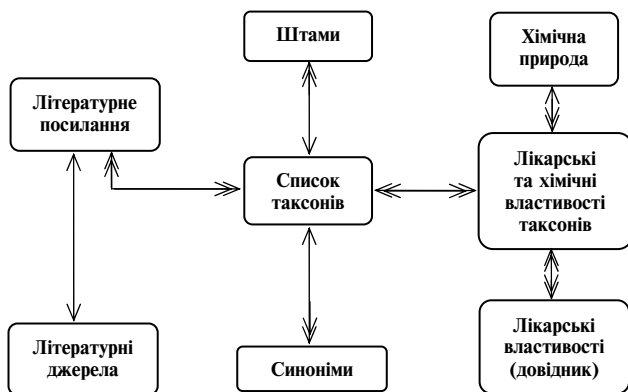 Штами
Хімічна
природа
Літературне
посилання
Список
таксонів
Лікарські
та хімічні
властивості
таксонів
Літературні
джерела
Синоніми
Лікарські
властивості
(довідник)